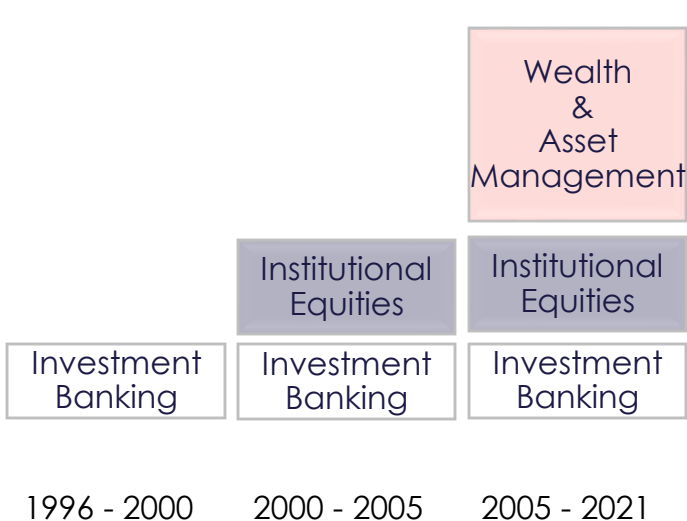 Wealth
&
Asset
Management
Institutional
Equities
Institutional
Equities
Investment
Banking
Investment
Banking
Investment
Banking
1996 - 2000
2000 - 2005
2005 - 2021